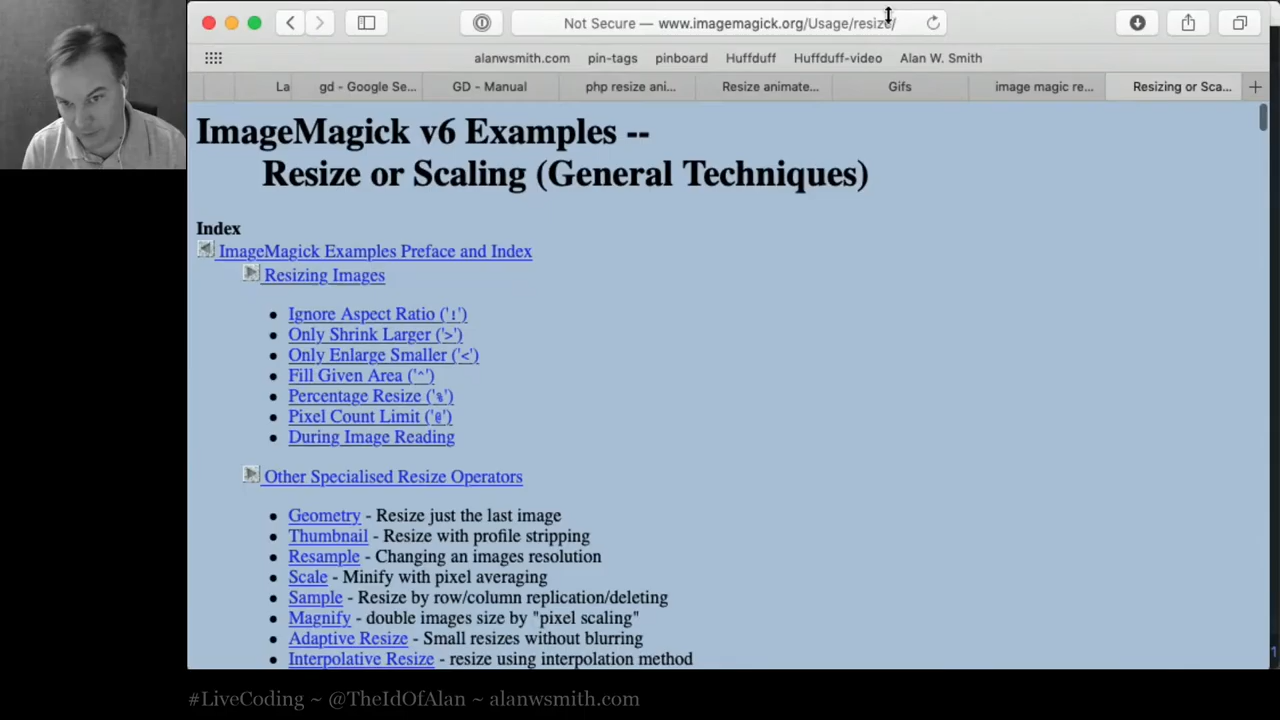 Not Secure — www.imagemagick.org/Usage/resize/
alanwsmith.com pin-tags pinboard Huffduff Huffduff-video Alan W. Smith
La gd - Google Se... GD - Manual php resize ani... Resize animate... Gifs image magic re... Resizing or Sca...
ImageMagick v6 Examples --
Resize or Scaling (General Techniques)
Index
ImageMagick Examples Preface and Index
Resizing Images
Ignore Aspect Ratio ('!')
Only Shrink Larger ('>')
Only Enlarge Smaller ('<')
Fill Given Area ('^')
Percentage Resize ('%')
Pixel Count Limit ('@')
During Image Reading
Other Specialised Resize Operators
Geometry - Resize just the last image
Thumbnail - Resize with profile stripping
Resample - Changing an images resolution
Scale - Minify with pixel averaging
Sample - Resize by row/column replication/deleting
Magnify - double images size by "pixel scaling"
Adaptive Resize - Small resizes without blurring
Interpolative Resize - resize using interpolation method
#LiveCoding ~ @TheIdOfAlan ~ alanwsmith.com